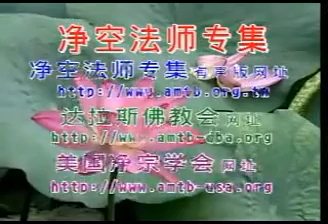 净空法师专集
净空法师专集有声版网址
http://www.amtb.org.tw
达拉斯佛教会网址
http://www.amtb-dba.org
美国净宗学会网址
http://www.amtb-usa.org